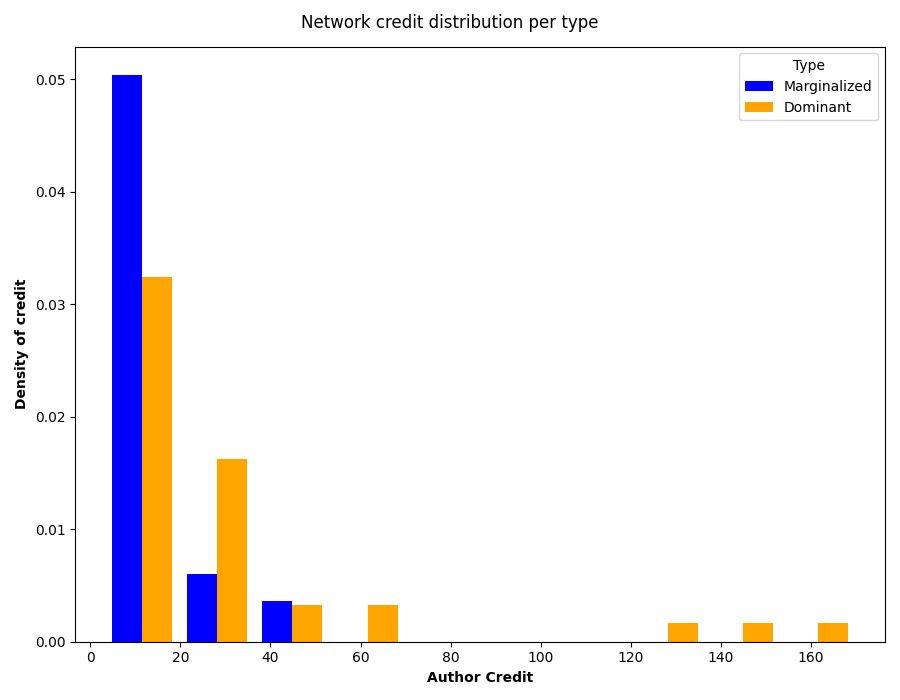 Network credit distribution per type
Type
Marginalized
Dominant
0.05
0.04
0.03
0.02
0.01
0.00
Density of credit
0 20 40 60 80 100 120 140 160
Author Credit